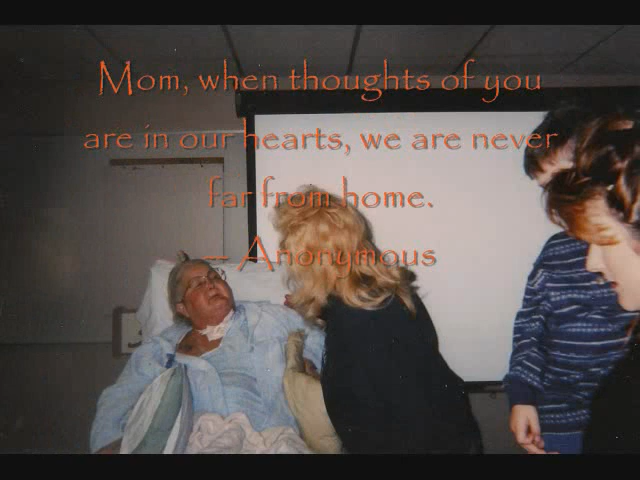 Mom, when thoughts of you
are in our hearts, we are never
far from home.
— Anonymous